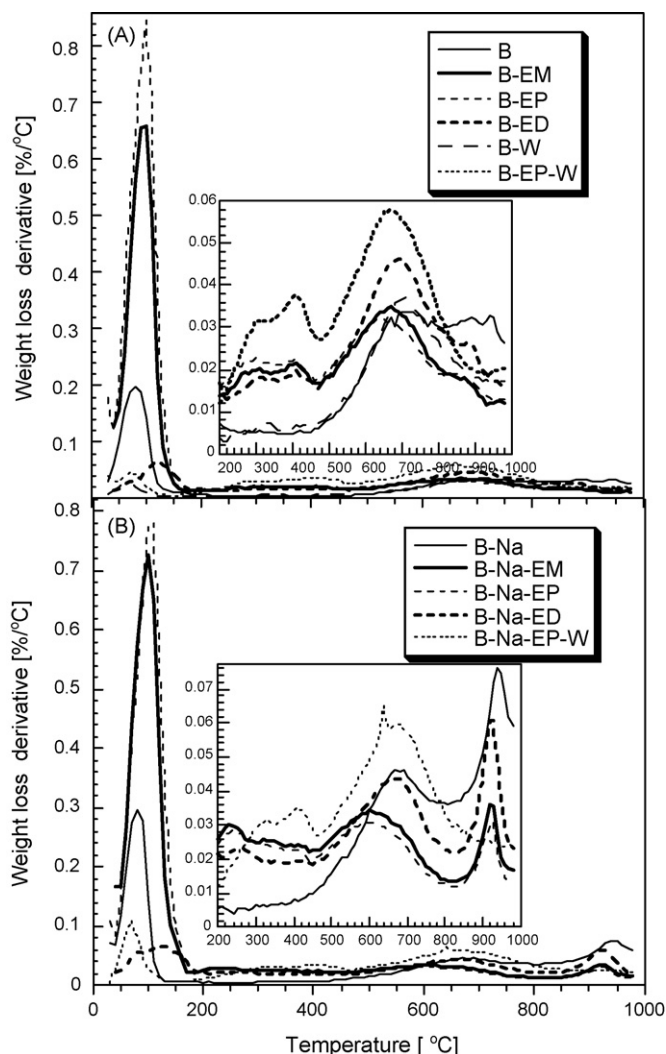 (A)
B
B-EM
B-EP
B-ED
B-W
B-EP-W
Weight loss derivative [%/°C]
0.8
0.7
0.6
0.5
0.4
0.3
0.2
0.1
0.06
0.05
0.04
0.03
0.02
0.01
0
200 300 400 500 600 700 800 900 1000
(B)
B-Na
B-Na-EM
B-Na-EP
B-Na-ED
B-Na-EP-W
Weight loss derivative [%/°C]
0.8
0.7
0.6
0.5
0.4
0.3
0.2
0.1
0
0.07
0.06
0.05
0.04
0.03
0.02
0.01
0
200 300 400 500 600 700 800 900 1000
0 200 400 600 800 1000
Temperature [ °C]